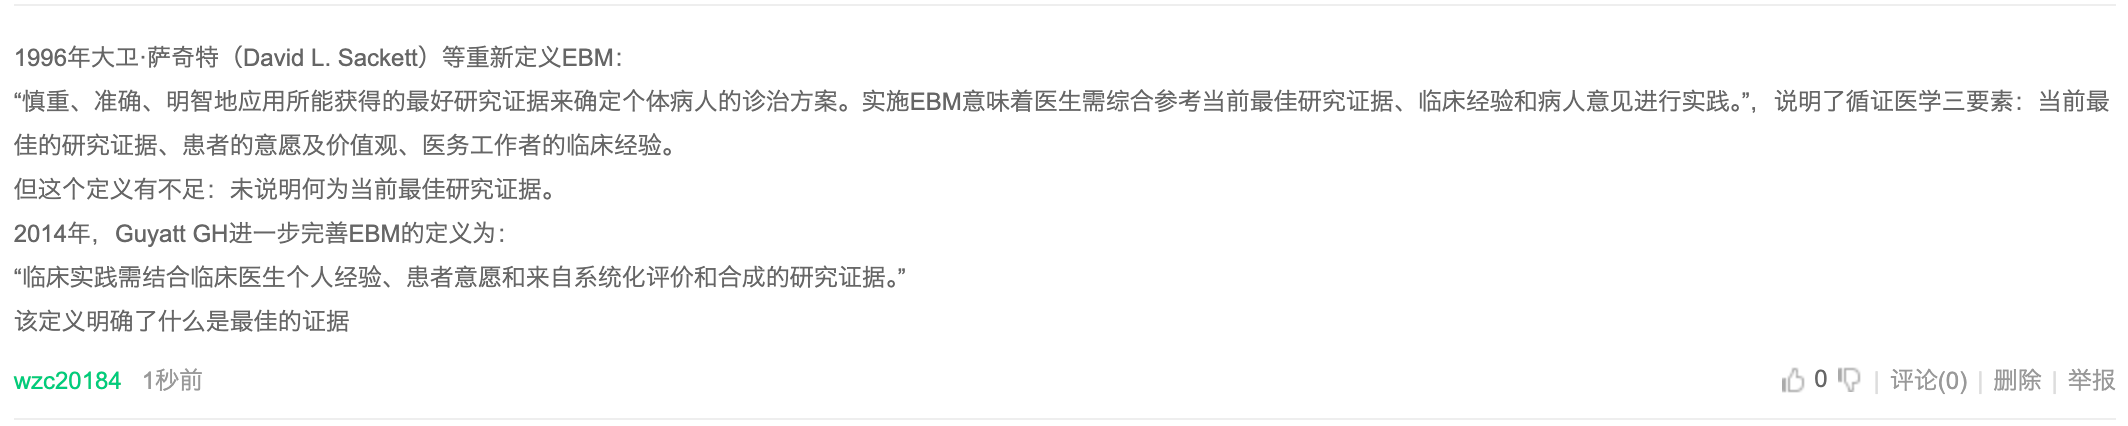 1996年大卫·萨奇特（David L. Sackett）等重新定义EBM：
“慎重、准确、明智地应用所能获得的最好研究证据来确定个体病人的诊治方案。实施EBM意味着医生需综合参考当前最佳研究证据、临床经验和病人意见进行实践。”，说明了循证医学三要素：当前最
佳的研究证据、患者的意愿及价值观、医务工作者的临床经验。
但这个定义有不足：未说明何为当前最佳研究证据。
2014年，Guyatt GH进一步完善EBM的定义为：
“临床实践需结合临床医生个人经验、患者意愿和来自系统化评价和合成的研究证据。”
该定义明确了什么是最佳的证据
wzc20184 1秒前 0 | 评论(0) | 删除 | 举报